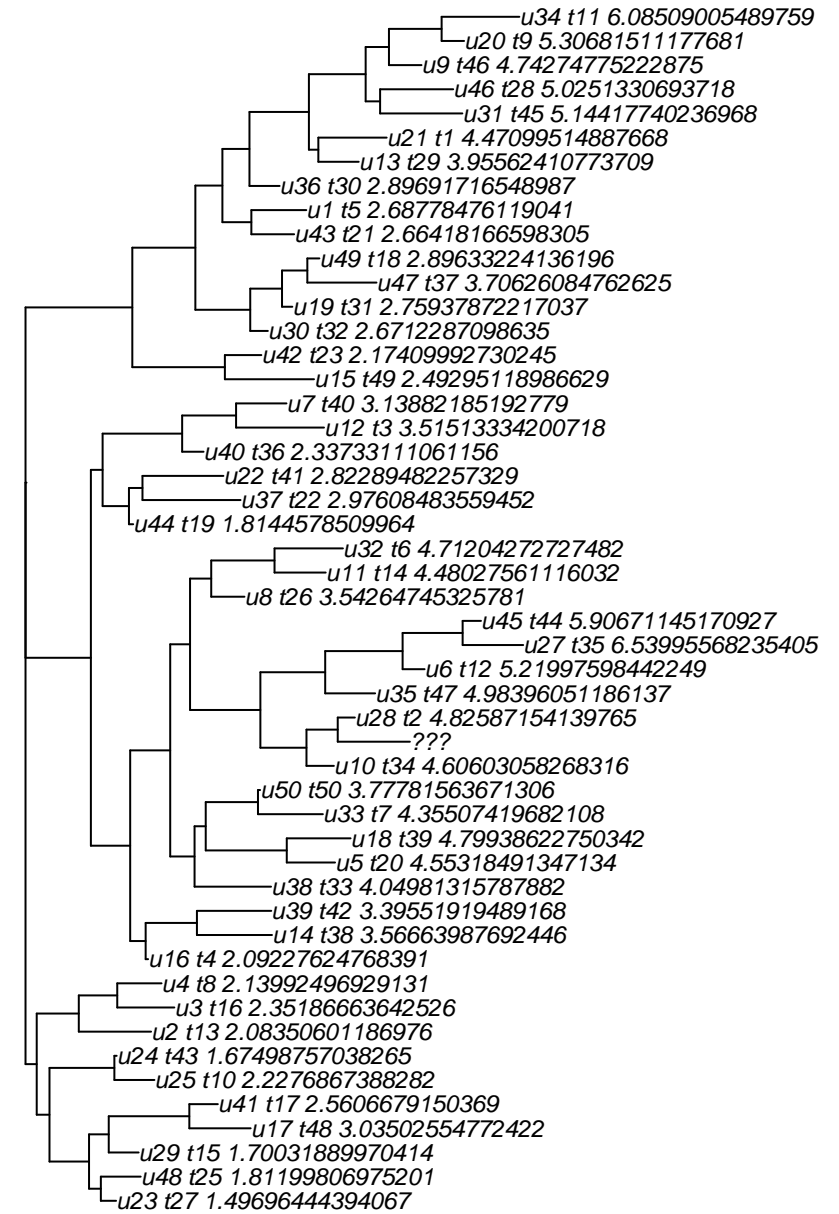 u34 t11 6.08509005489759
u20 t9 5.30681511177681
u9 t46 4.74274775222875
u46 t28 5.0251330693718
u31 t45 5.14417740236968
u21 t1 4.47099514887668
u13 t29 3.95562410773709
u36 t30 2.89691716548987
u1 t5 2.68778476119041
u43 t21 2.66418166598305
u49 t18 2.89633224136196
u47 t37 3.70626084762625
u19 t31 2.75937872217037
u30 t32 2.6712287098635
u42 t23 2.17409992730245
u15 t49 2.49295118986629
u7 t40 3.13882185192779
u12 t3 3.51513334200718
u40 t36 2.33733111061156
u22 t41 2.82289482257329
u37 t22 2.97608483559452
u44 t19 1.8144578509964
u32 t6 4.71204272727482
u11 t14 4.48027561116032
u8 t26 3.54264745325781
u45 t44 5.90671145170927
u27 t35 6.53995568235405
u6 t12 5.21997598442249
u35 t47 4.98396051186137
u28 t2 4.82587154139765
???
u10 t34 4.60603058268316
u50 t50 3.77781563671306
u33 t7 4.35507419682108
u18 t39 4.79938622750342
u5 t20 4.55318491347134
u38 t33 4.04981315787882
u39 t42 3.39551919489168
u14 t38 3.56663987692446
u16 t4 2.09227624768391
u4 t8 2.13992496929131
u3 t16 2.35186663642526
u2 t13 2.08350601186976
u24 t43 1.67498757038265
u25 t10 2.2276867388282
u41 t17 2.5606679150369
u17 t48 3.03502554772422
u29 t15 1.70031889970414
u48 t25 1.81199806975201
u23 t27 1.49696444394067